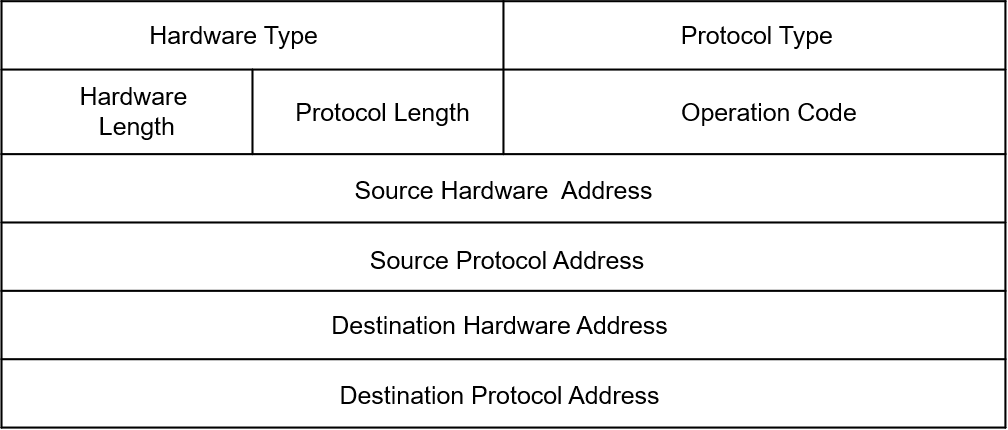 Hardware Type
Protocol Type
Hardware
Length
Protocol Length
Operation Code
Source Hardware  Address
Source Protocol Address
Destination Hardware Address
Destination Protocol Address